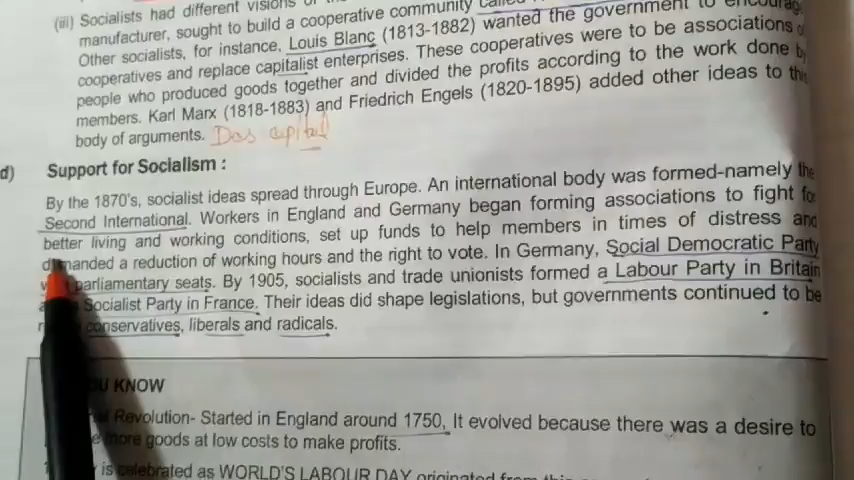 (iii) Socialists had different visions of
manufacturer, sought to build a cooperative community called
Other socialists, for instance, Louis Blanc (1813-1882) wanted the government to encourag
cooperatives and replace capitalist enterprises. These cooperatives were to be associations
people who produced goods together and divided the profits according to the work done by
members. Karl Marx (1818-1883) and Friedrich Engels (1820-1895) added other ideas to this
body of arguments. Das capital
d) Support for Socialism :
By the 1870's, socialist ideas spread through Europe. An international body was formed-namely the
Second International. Workers in England and Germany began forming associations to fight for
better living and working conditions, set up funds to help members in times of distress and
demanded a reduction of working hours and the right to vote. In Germany, Social Democratic Party
parliamentary seats. By 1905, socialists and trade unionists formed a Labour Party in Britain
Socialist Party in France. Their ideas did shape legislations, but governments continued to be
conservatives, liberals and radicals.
U KNOW
Revolution- Started in England around 1750, It evolved because there was a desire to
more goods at low costs to make profits.
is celebrated as WORLD'S LABOUR DAY originated from this